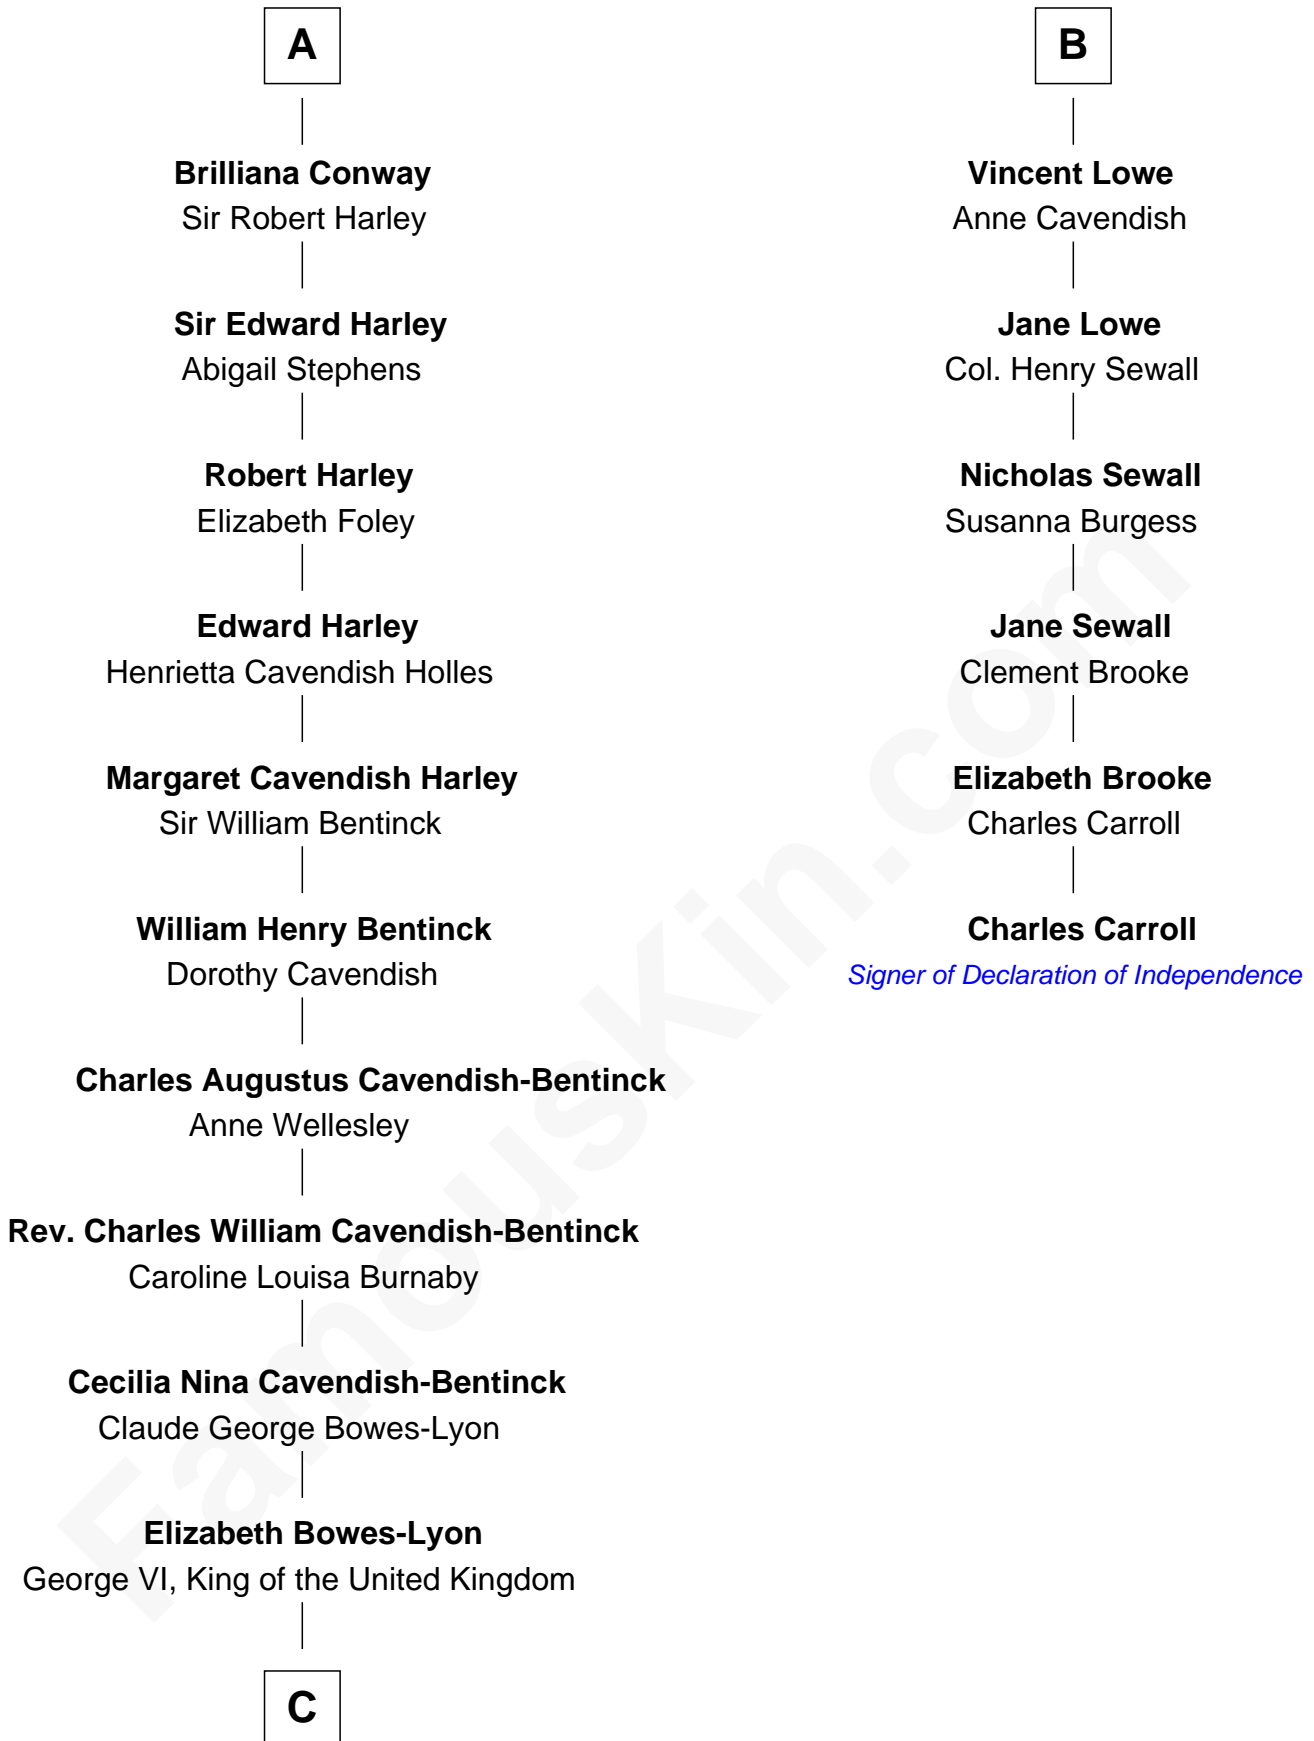 A
Brilliana Conway
Sir Robert Harley
Sir Edward Harley
Abigail Stephens
Robert Harley
Elizabeth Foley
Edward Harley
Henrietta Cavendish Holles
Margaret Cavendish Harley
Sir William Bentinck
William Henry Bentinck
Dorothy Cavendish
Charles Augustus Cavendish-Bentinck
Anne Wellesley
Rev. Charles William Cavendish-Bentinck
Caroline Louisa Burnaby
Cecilia Nina Cavendish-Bentinck
Claude George Bowes-Lyon
Elizabeth Bowes-Lyon
George VI, King of the United Kingdom
C
B
Vincent Lowe
Anne Cavendish
Jane Lowe
Col. Henry Sewall
Nicholas Sewall
Susanna Burgess
Jane Sewall
Clement Brooke
Elizabeth Brooke
Charles Carroll
Charles Carroll
Signer of Declaration of Independence
FamousKin.com